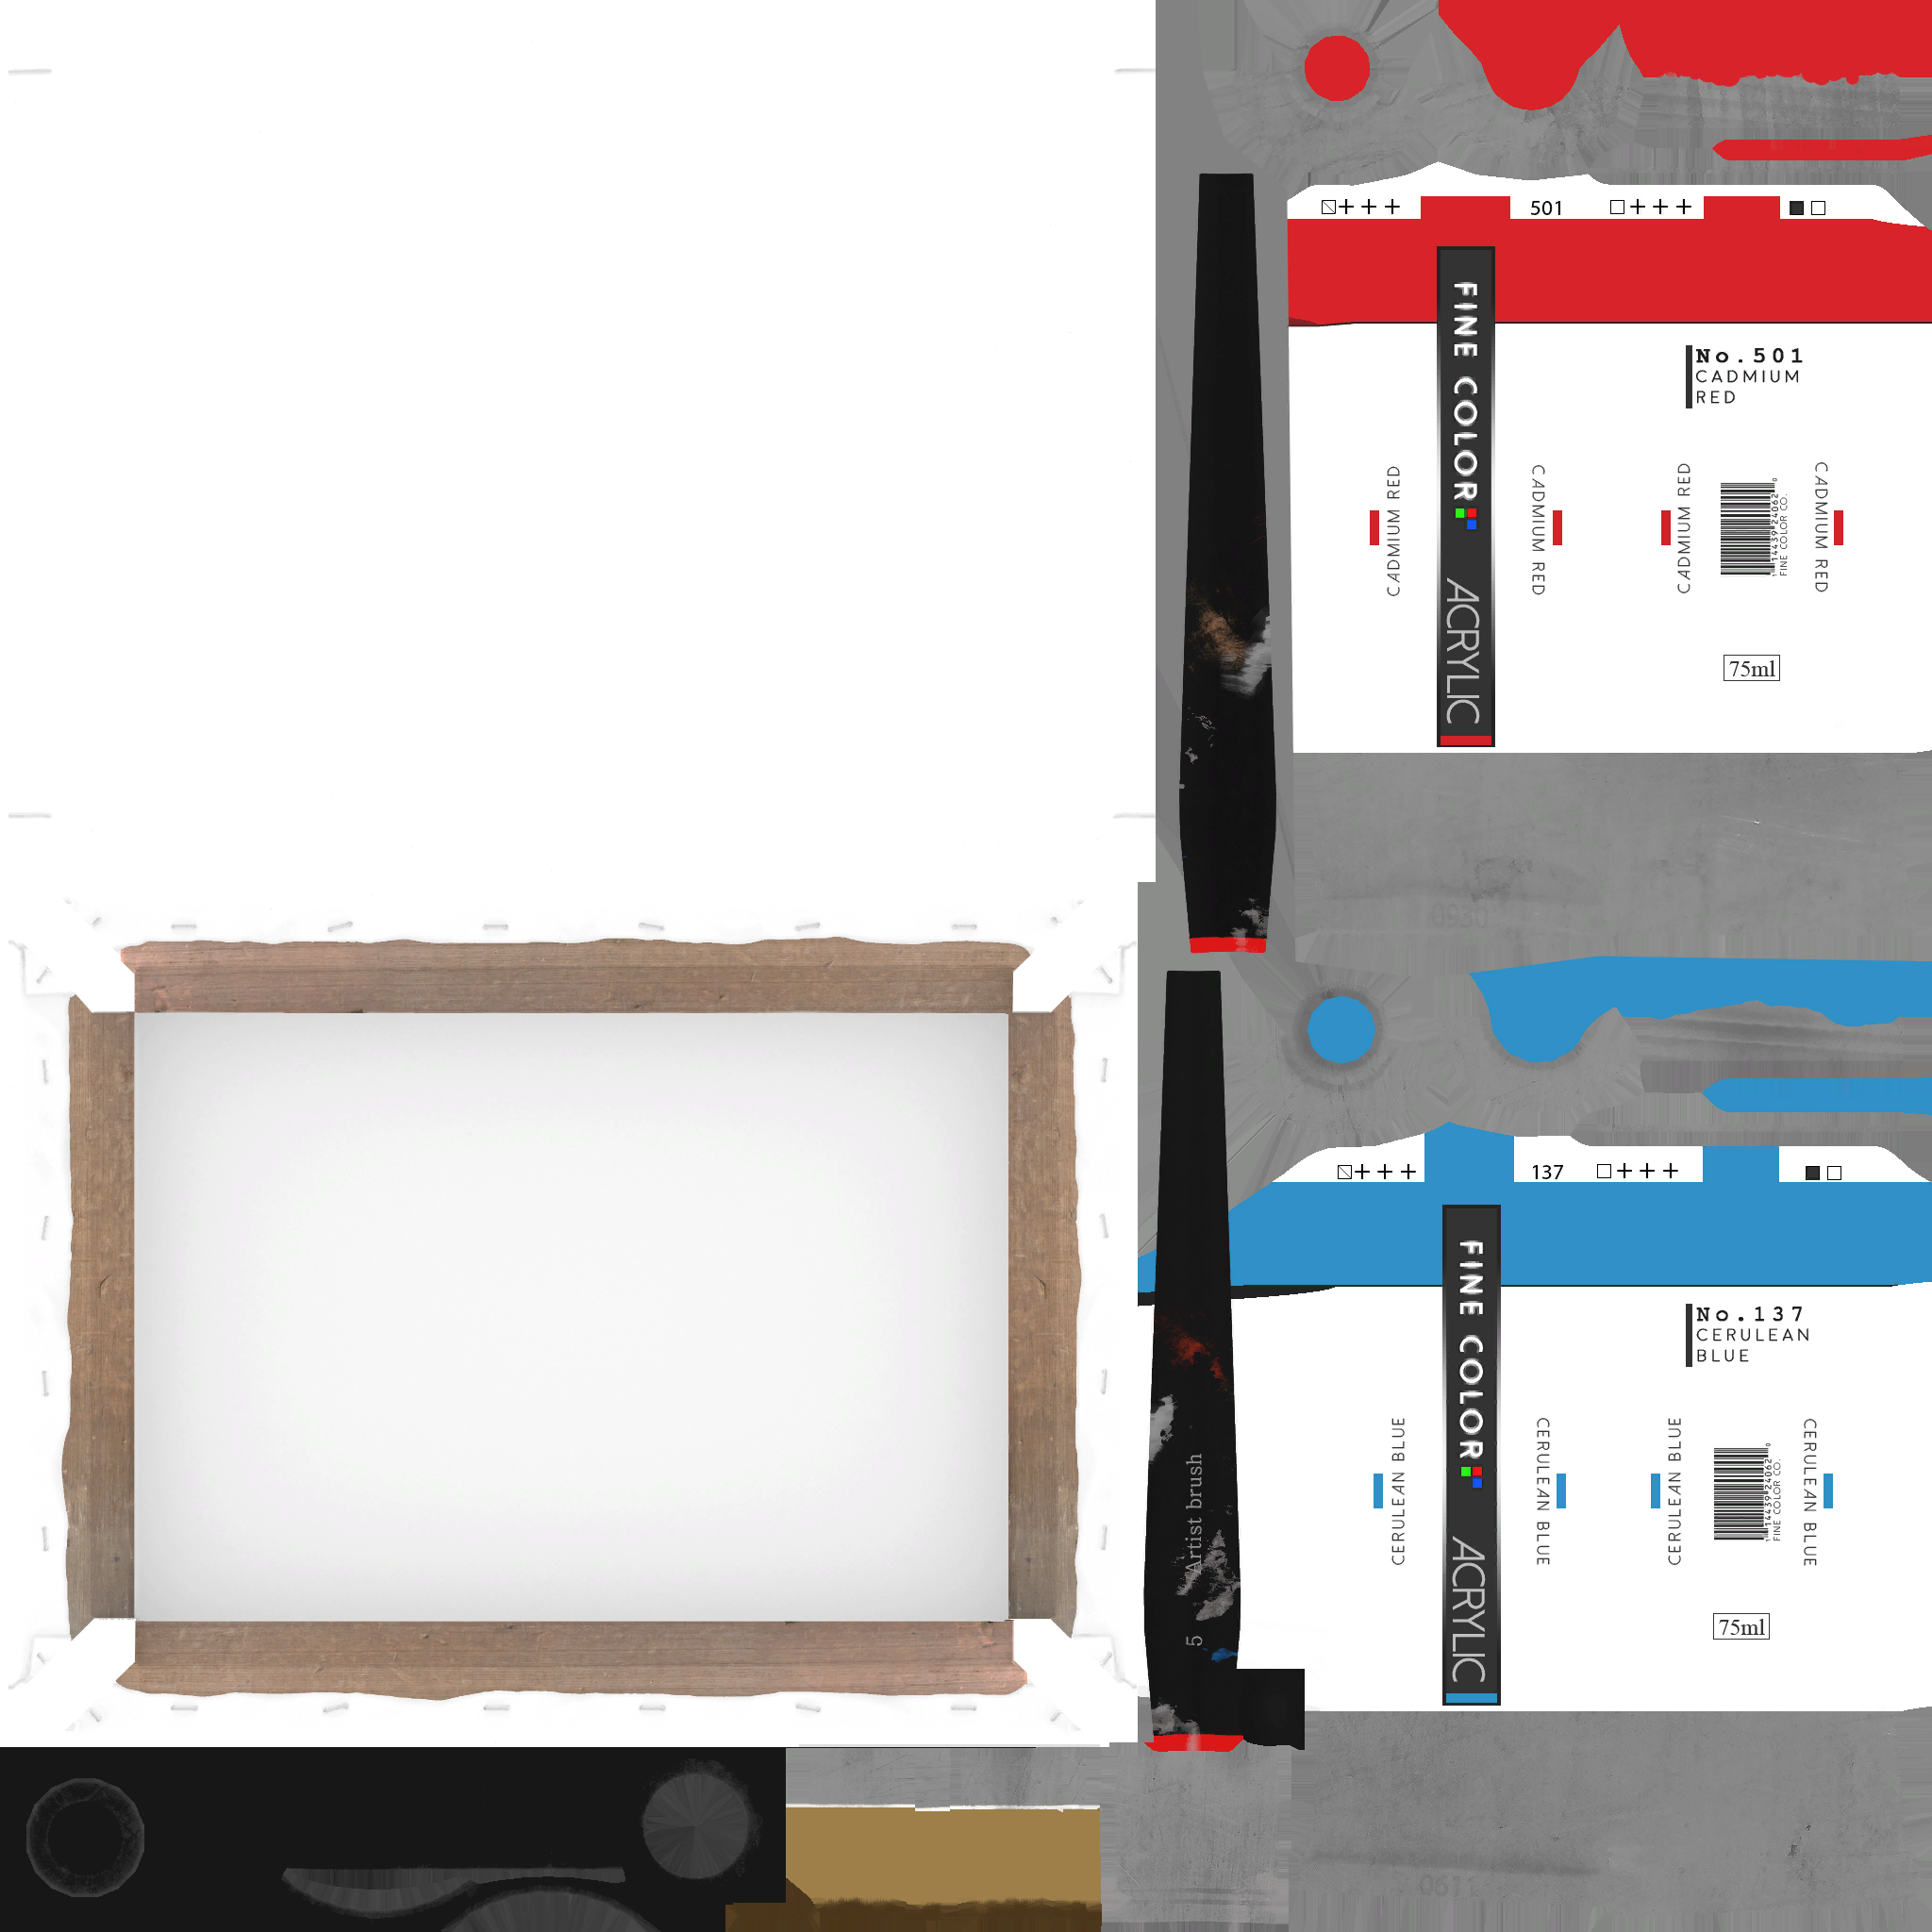 501
FINE COLOR
ACRYLIC
No.501
CADMIUM
RED
CADMIUM RED
CADMIUM RED
CADMIUM RED
CADMIUM RED
FINE COLOR CO.
75ml
0930
137
FINE COLOR
ACRYLIC
No.137
CERULEAN
BLUE
CERULEAN BLUE
CERULEAN BLUE
CERULEAN BLUE
CERULEAN BLUE
FINE COLOR CO.
75ml
5 Artist brush